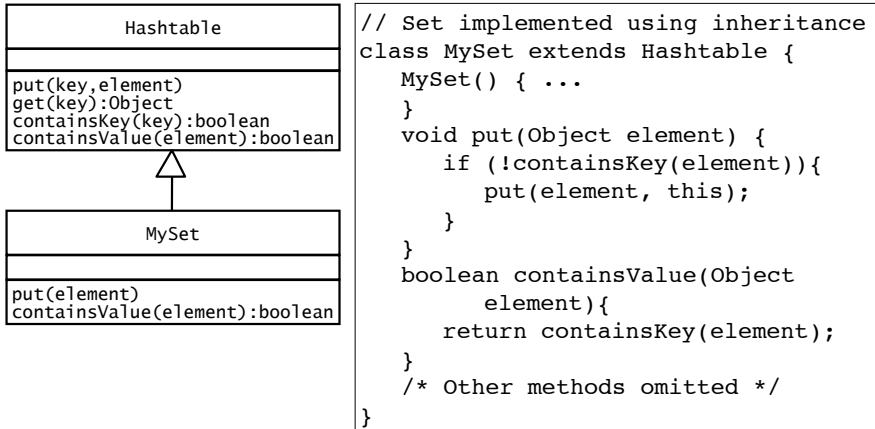 Hashtable
put(key,element)
get(key):Object
containsKey(key):boolean
containsValue(element):boolean
MySet
put(element)
containsValue(element):boolean
// Set implemented using inheritance
class MySet extends Hashtable {
MySet() { ...
}
void put(Object element) {
if (!containsKey(element)){
put(element, this);
}
}
boolean containsValue(Object
element){
return containsKey(element);
}
/* Other methods omitted */
}